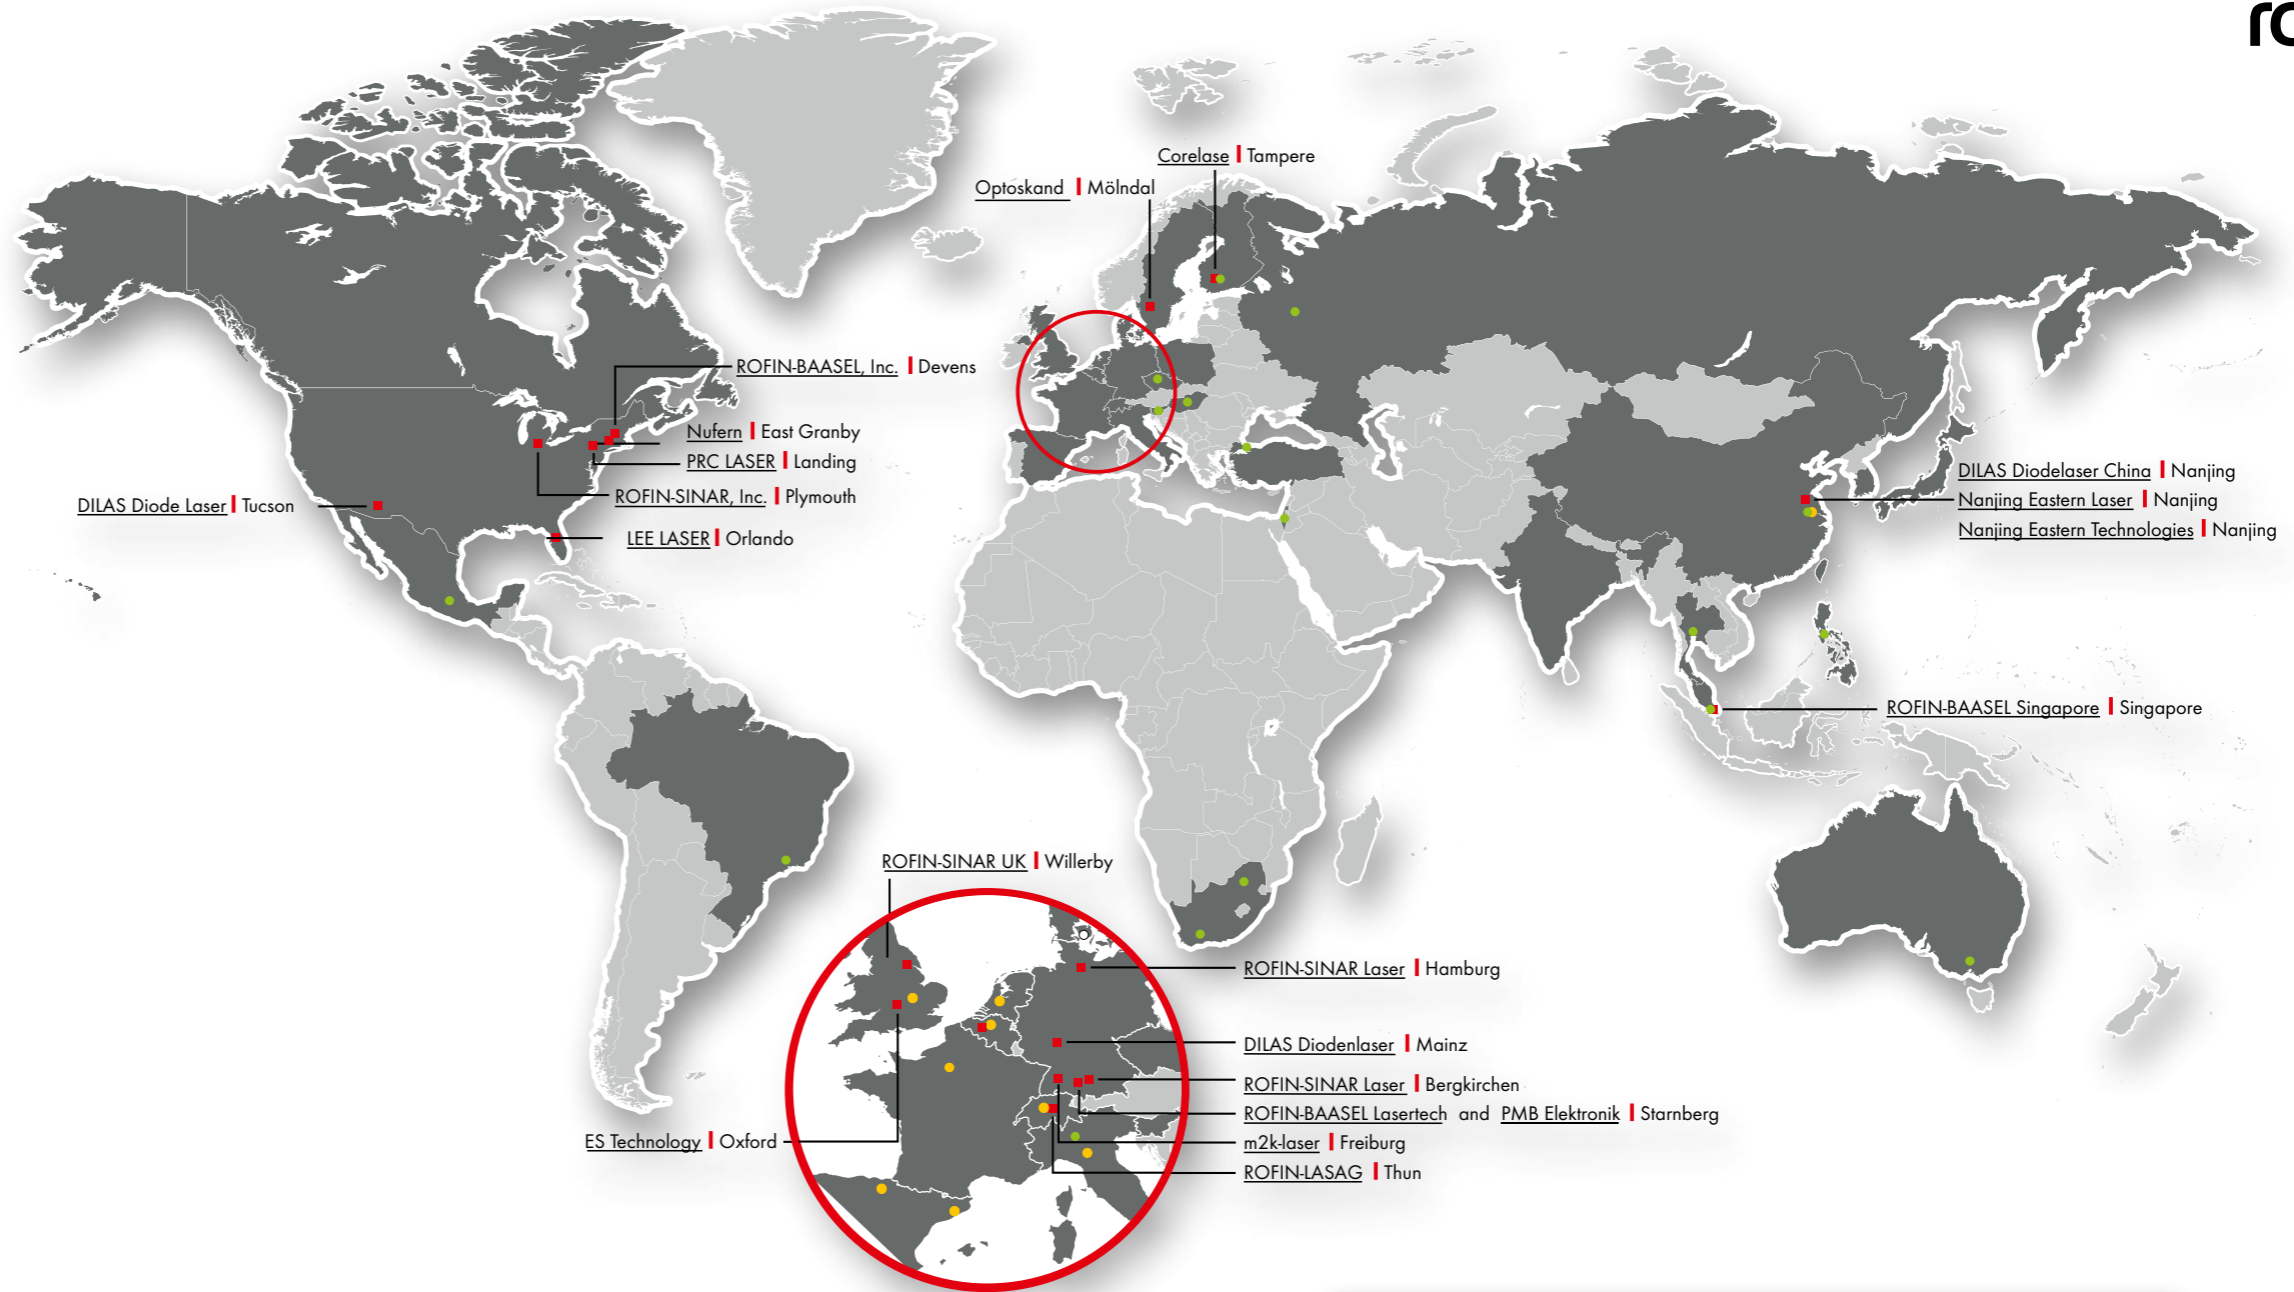 ro
Corelase | Tampere
Optoskand | Mölndal
ROFIN-BAASEL, Inc. | Devens
Nufern | East Granby
PRC LASER | Landing
ROFIN-SINAR, Inc. | Plymouth
DILAS Diode Laser | Tucson
LEE LASER | Orlando
DILAS Diodelaser China | Nanjing
Nanjing Eastern Laser | Nanjing
Nanjing Eastern Technologies | Nanjing
ROFIN-BAASEL Singapore | Singapore
ROFIN-SINAR UK | Willerby
ROFIN-SINAR Laser | Hamburg
DILAS Diodenlaser | Mainz
ROFIN-SINAR Laser | Bergkirchen
ROFIN-BAASEL Lasertech and PMB Elektronik | Starnberg
ES Technology | Oxford
m2k-laser | Freiburg
ROFIN-LASAG | Thun